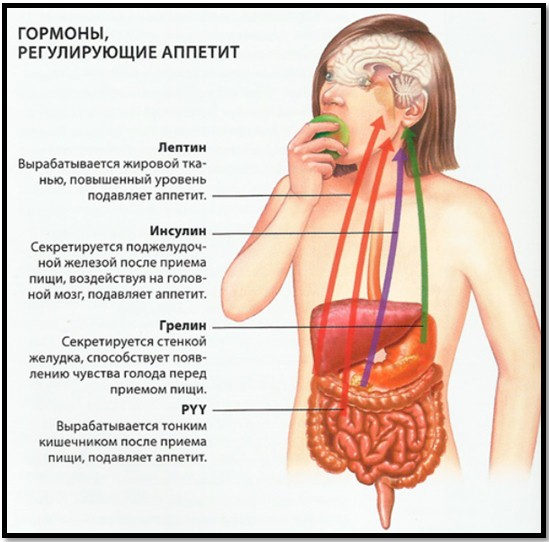 ГОРМОНЫ,
РЕГУЛИРУЮЩИЕ АППЕТИТ
Лептин
Вырабатывается жировой тка-
нью, повышенный уровень
подавляет аппетит.
Инсулин
Секретируется поджелудоч-
ной железой после приема
пищи, воздействуя на голов-
ной мозг, подавляет аппетит.
Грелин
Секретируется стенкой
желудка, способствует появ-
лению чувства голода перед
приемом пищи.
PYY
Вырабатывается тонким
кишечником после приема
пищи, подавляет аппетит.